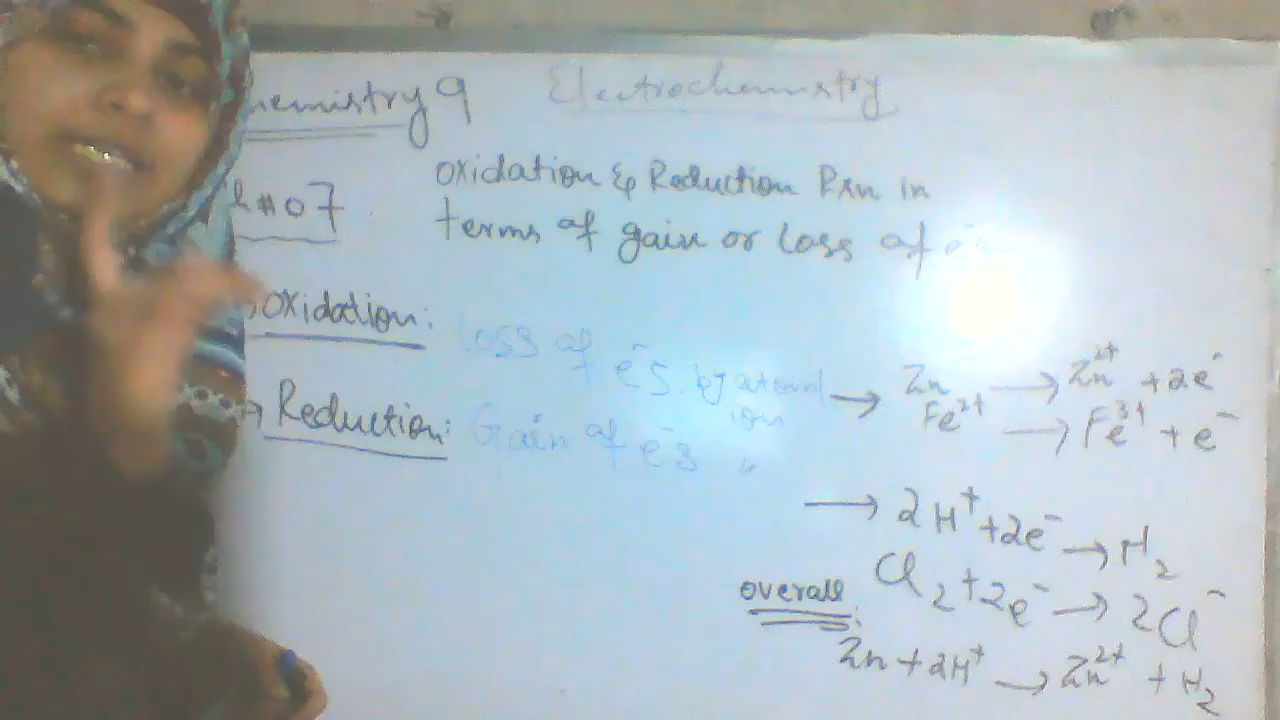 hemistry 9
Electrochemistry
h # 07
Oxidation & Reduction Rxn in
terms of gain or loss of e⁻
Oxidation: Loss of e⁻s by atom/
ion
→ Reduction: Gain of e⁻s "
→ Zn → Zn²⁺ + 2e⁻
Fe²⁺ → Fe³⁺ + e⁻
→ 2H⁺ + 2e⁻ → H₂
Cl₂ + 2e⁻ → 2Cl⁻
overall:
Zn + 2H⁺ → Zn²⁺ + H₂